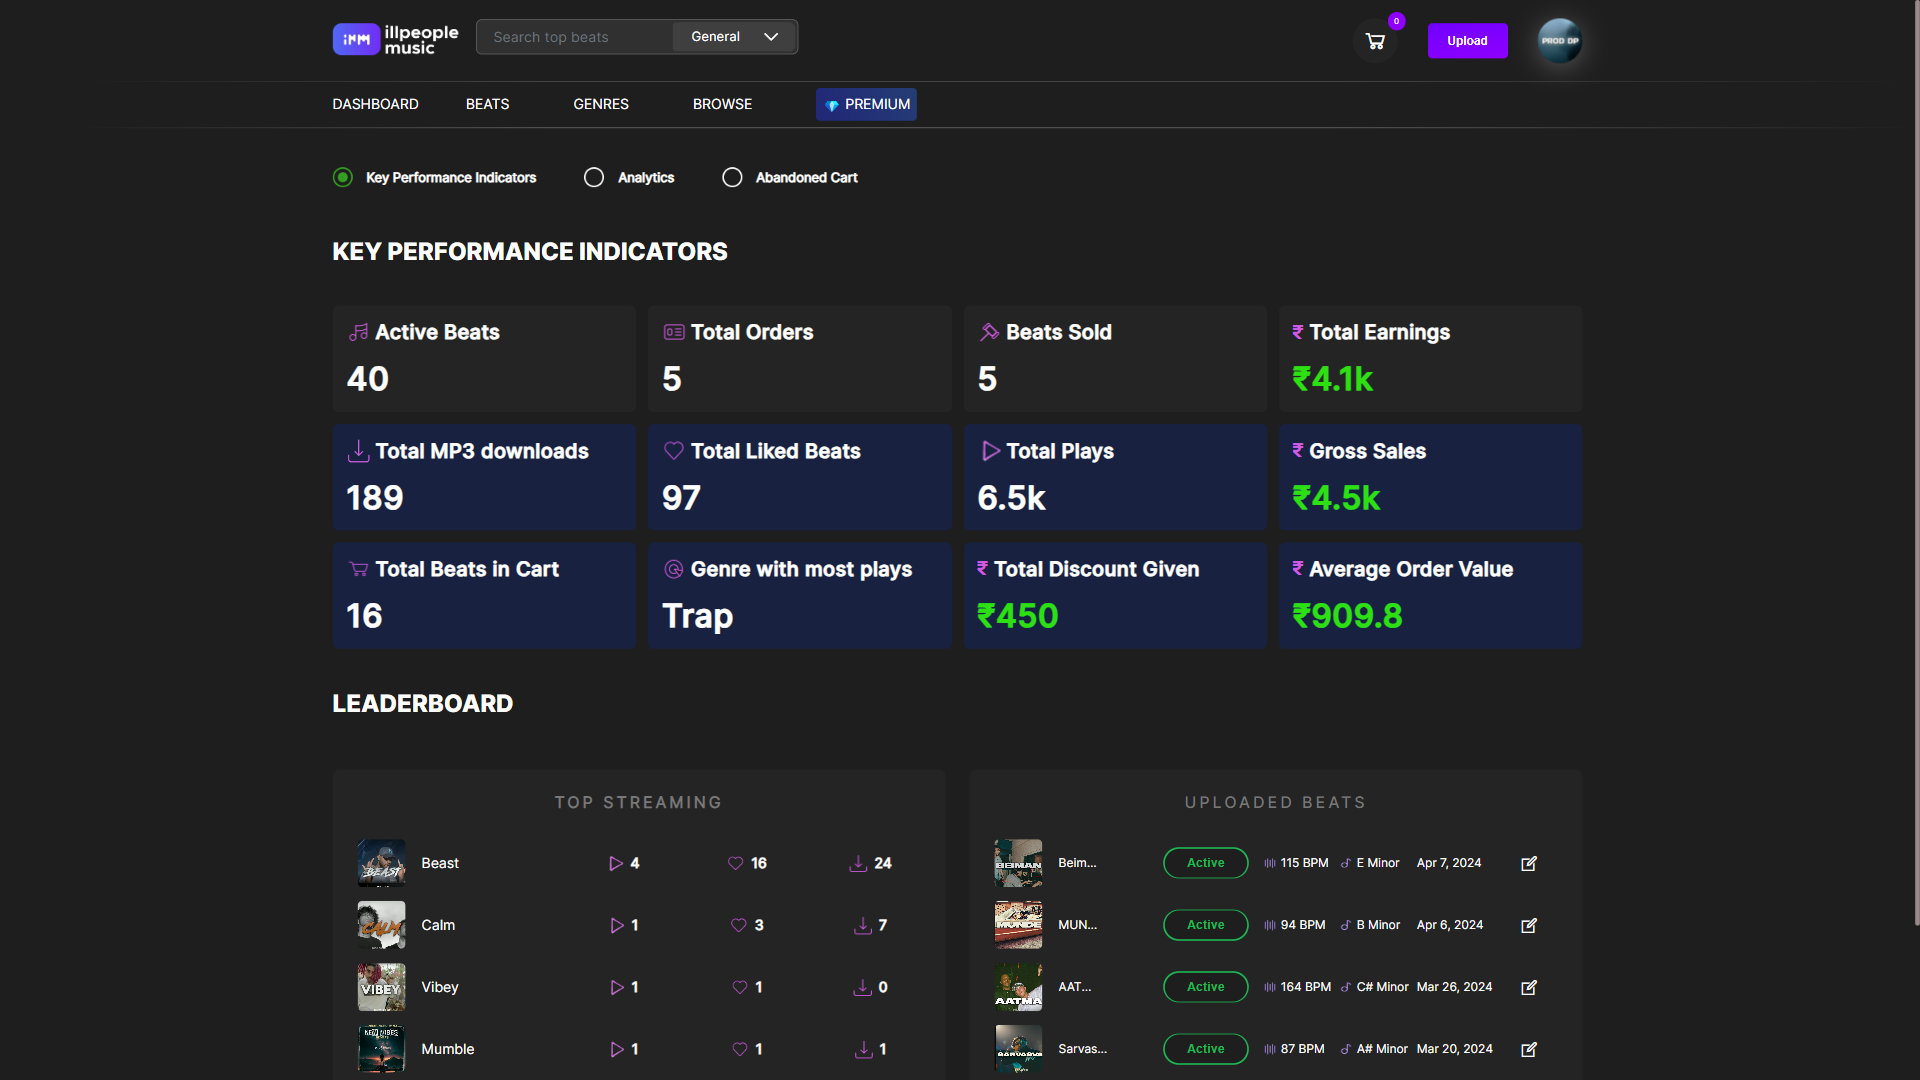 illpeople
music
Search top beats
General
0
Upload
PROD DP
DASHBOARD
BEATS
GENRES
BROWSE
PREMIUM
Key Performance Indicators
Analytics
Abandoned Cart
KEY PERFORMANCE INDICATORS
Active Beats
40
Total Orders
5
Beats Sold
5
₹ Total Earnings
₹4.1k
Total MP3 downloads
189
Total Liked Beats
97
Total Plays
6.5k
₹ Gross Sales
₹4.5k
Total Beats in Cart
16
Genre with most plays
Trap
₹ Total Discount Given
₹450
₹ Average Order Value
₹909.8
LEADERBOARD
TOP STREAMING
BEAST
Beast 4 16 24
CALM
Calm 1 3 7
VIBEY
Vibey 1 1 0
Mumble 1 1 1
UPLOADED BEATS
BEIMAN
Beim... Active 115 BPM E Minor Apr 7, 2024
MUNDE
MUN... Active 94 BPM B Minor Apr 6, 2024
AATMA
AAT... Active 164 BPM C# Minor Mar 26, 2024
Sarvas... Active 87 BPM A# Minor Mar 20, 2024